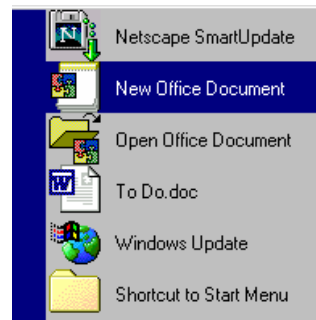 Netscape SmartUpdate
New Office Document
Open Office Document
To Do.doc
Windows Update
Shortcut to Start Menu